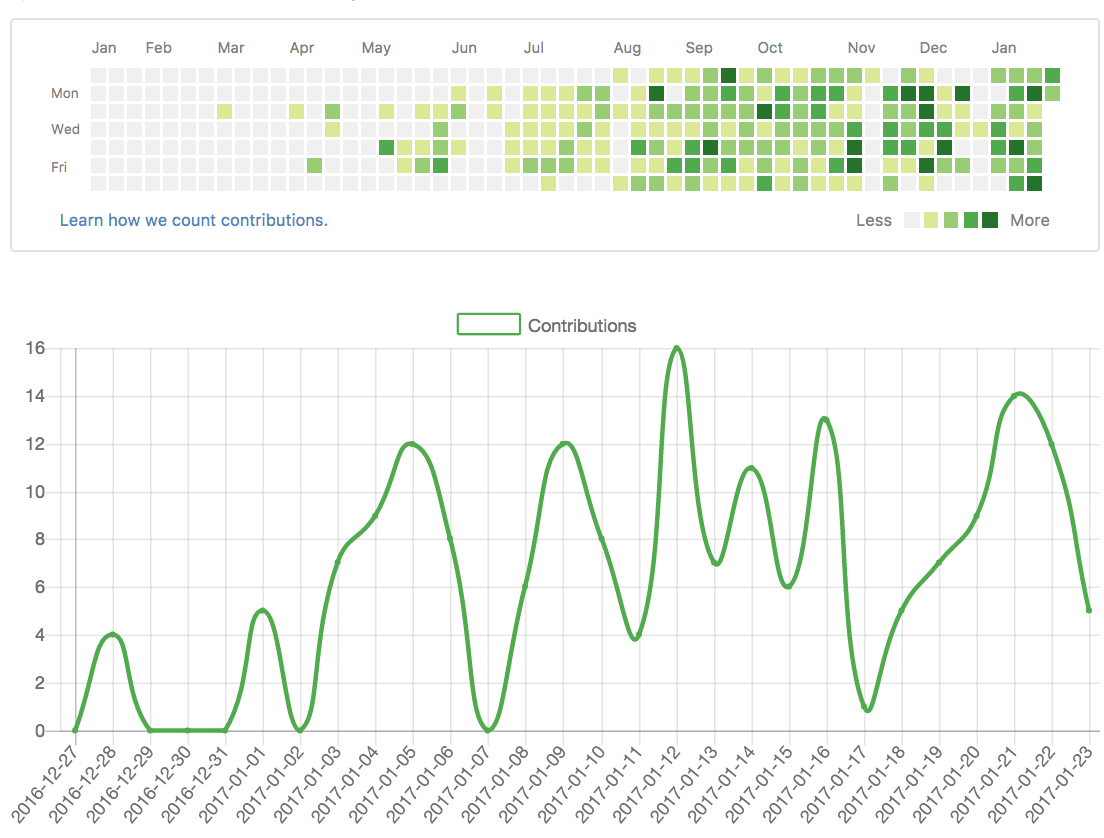 Jan Feb Mar Apr May Jun Jul Aug Sep Oct Nov Dec Jan
Mon
Wed
Fri
Learn how we count contributions. Less More
Contributions
16
14
12
10
8
6
4
2
0
2016-12-27 2016-12-28 2016-12-29 2016-12-30 2016-12-31 2017-01-01 2017-01-02 2017-01-03 2017-01-04 2017-01-05 2017-01-06 2017-01-07 2017-01-08 2017-01-09 2017-01-10 2017-01-11 2017-01-12 2017-01-13 2017-01-14 2017-01-15 2017-01-16 2017-01-17 2017-01-18 2017-01-19 2017-01-20 2017-01-21 2017-01-22 2017-01-23